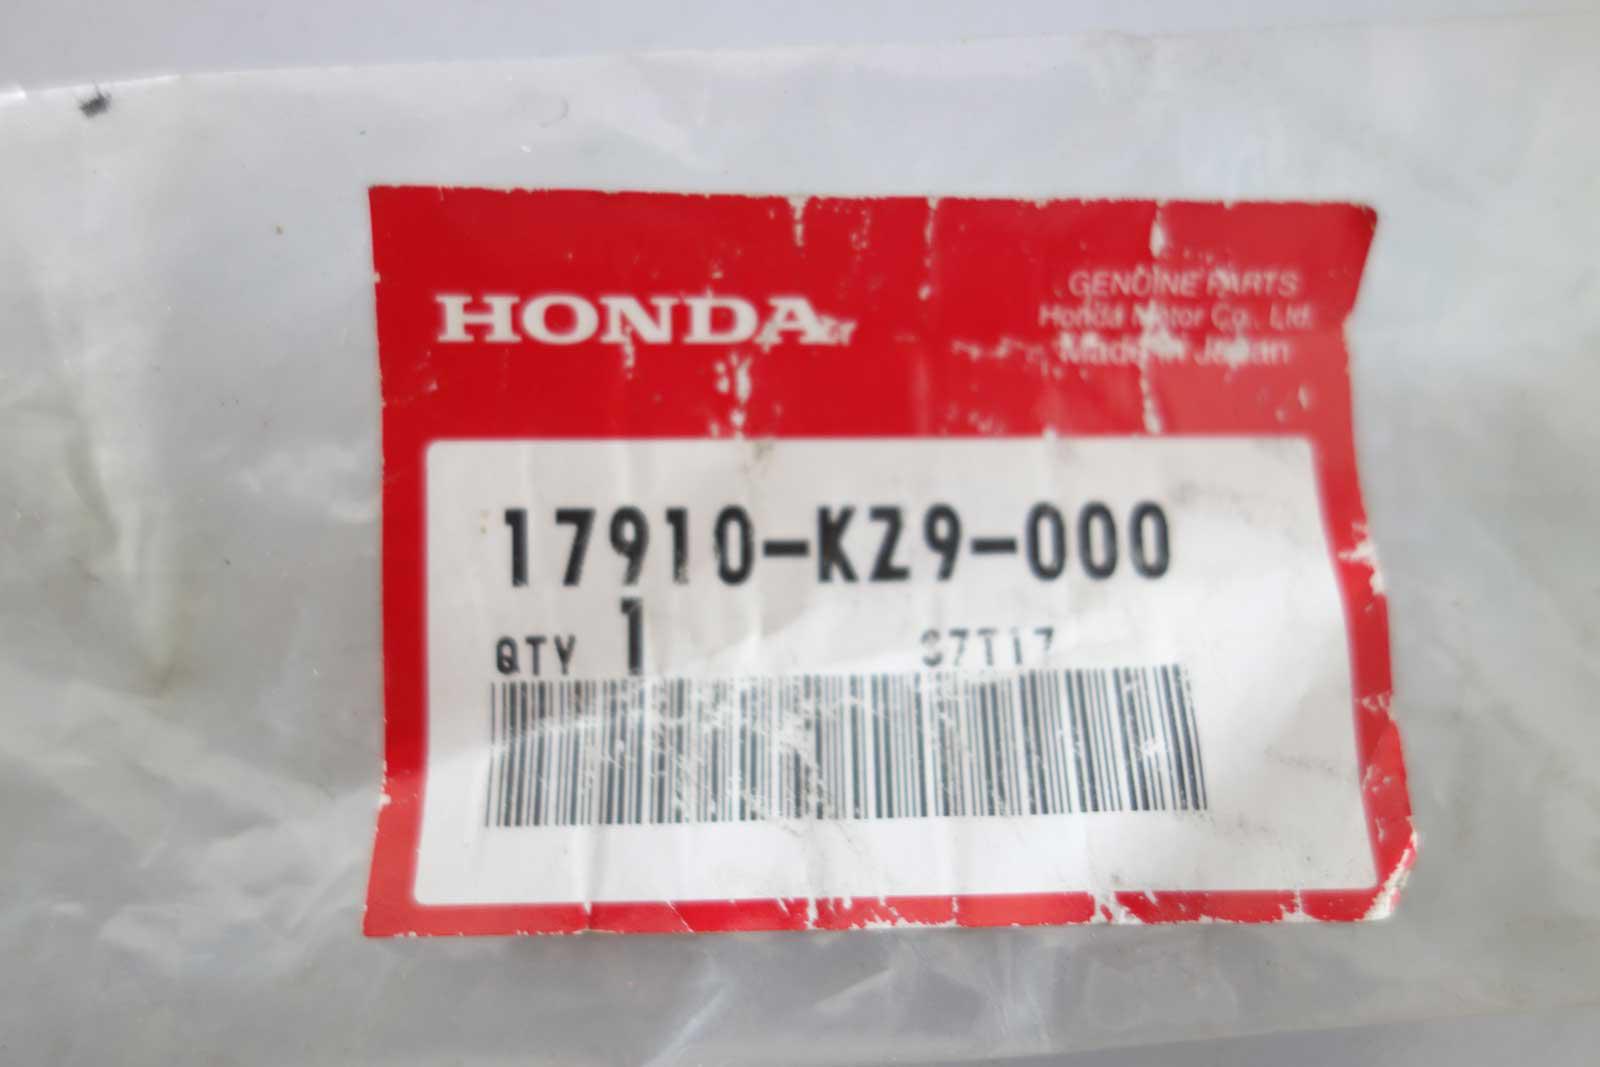 HONDA
GENUINE PARTS
Honda Motor Co., Ltd.
Made in Japan
17910-KZ9-000
QTY 1